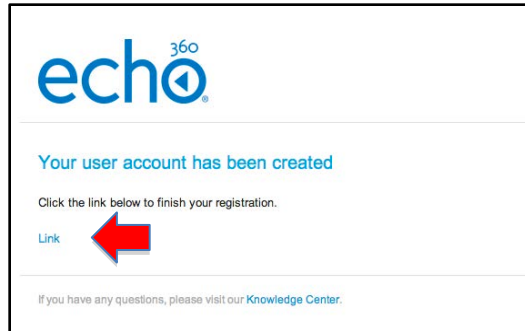 echo360
Your user account has been created
Click the link below to finish your registration.
Link
If you have any questions, please visit our Knowledge Center.